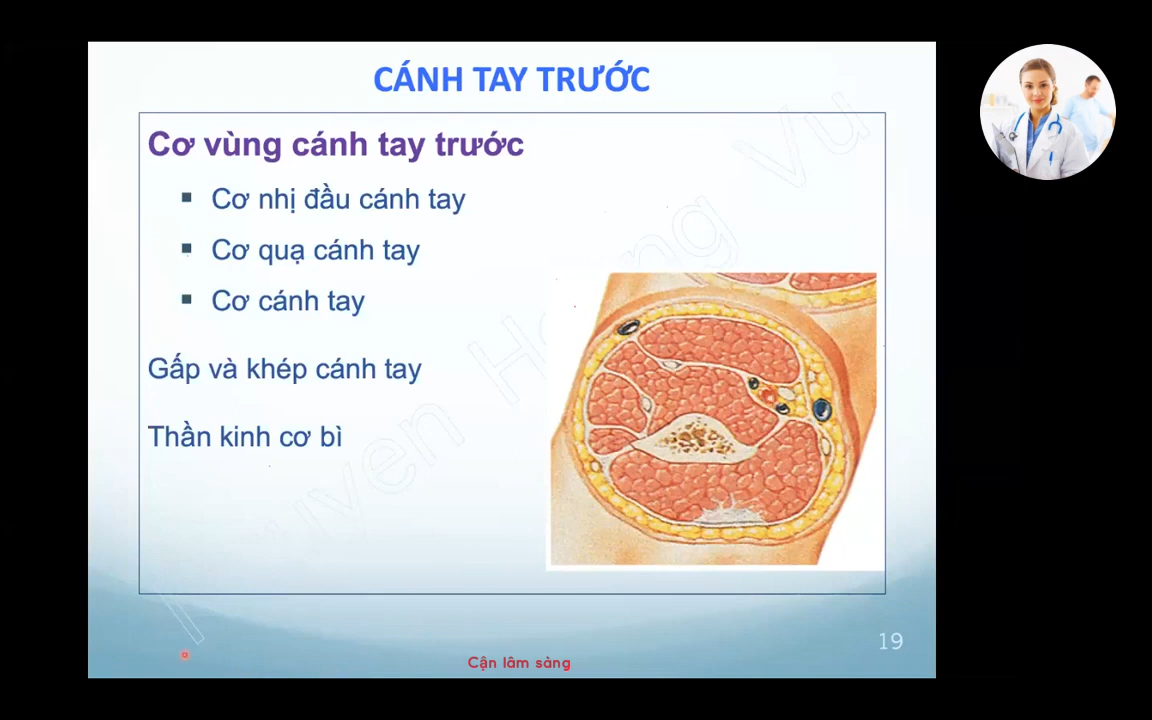 CÁNH TAY TRƯỚC
Cơ vùng cánh tay trước
Cơ nhị đầu cánh tay
Cơ quạ cánh tay
Cơ cánh tay
Gấp và khép cánh tay
Thần kinh cơ bì
19
Cận lâm sàng